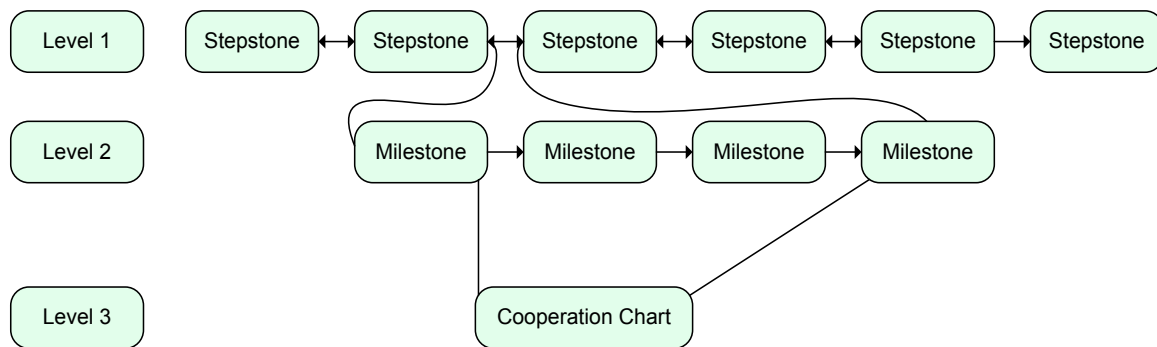 Level 1
Stepstone
Stepstone
Stepstone
Stepstone
Stepstone
Stepstone
Level 2
Milestone
Milestone
Milestone
Milestone
Level 3
Cooperation Chart